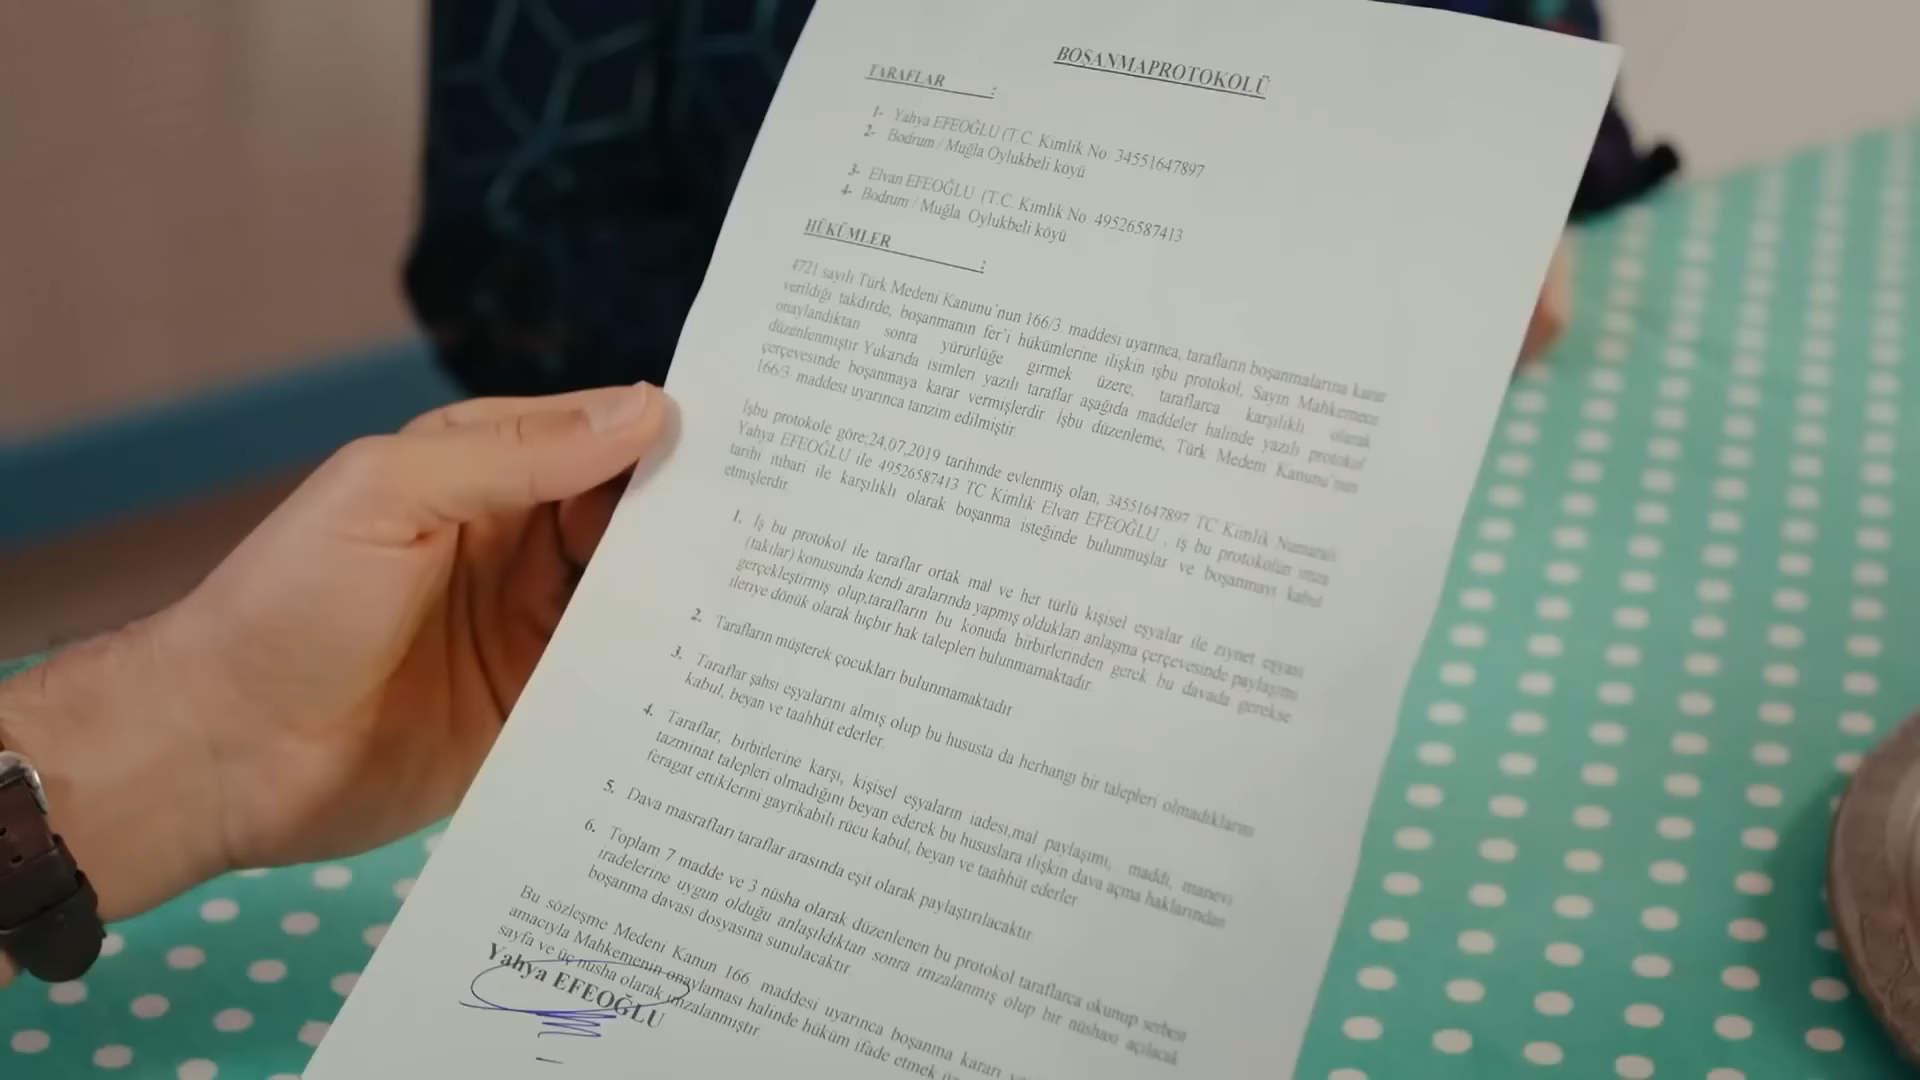 BOŞANMAPROTOKOLÜ
TARAFLAR :
1- Yahya EFEOĞLU (T.C. Kimlik No: 34551647897
2- Bodrum / Muğla Oylukbeli köyü
3- Elvan EFEOĞLU (T.C. Kimlik No 49526587413
4- Bodrum / Muğla Oylukbeli köyü
HÜKÜMLER :
4721 sayılı Türk Medeni Kanunu'nun 166/3 maddesi uyarınca, tarafların boşanmalarına karar
verildiği takdirde, boşanmanın fer'i hükümlerine ilişkin işbu protokol, Sayın Mahkemece
onaylandıktan sonra yürürlüğe girmek üzere, taraflarca karşılıklı olarak
düzenlenmiştir Yukarıda isimleri yazılı taraflar aşağıda maddeler halinde yazılı protokol
çerçevesinde boşanmaya karar vermişlerdir. İşbu düzenleme, Türk Medeni Kanunu'nun
166/3. maddesi uyarınca tanzim edilmiştir.
İşbu protokole göre;24,07,2019 tarihinde evlenmiş olan, 34551647897 TC Kimlik Numaralı
Yahya EFEOĞLU ile 49526587413 TC Kimlik Elvan EFEOĞLU , iş bu protokolün imza
tarihi itibari ile karşılıklı olarak boşanma isteğinde bulunmuşlar ve boşanmayı kabul
etmişlerdir.
1. İş bu protokol ile taraflar ortak mal ve her türlü kişisel eşyalar ile ziynet eşyası
(takılar) konusunda kendi aralarında yapmış oldukları anlaşma çerçevesinde paylaşımı
gerçekleştirmiş olup,tarafların bu konuda birbirlerinden gerek bu davada gerekse
ileriye dönük olarak hiçbir hak talepleri bulunmamaktadır.
2. Tarafların müşterek çocukları bulunmamaktadır
3. Taraflar şahsi eşyalarını almış olup bu hususta da herhangi bir talepleri olmadıklarını
kabul, beyan ve taahhüt ederler.
4. Taraflar, birbirlerine karşı, kişisel eşyaların iadesi,mal paylaşımı, maddi, manevi
tazminat talepleri olmadığını beyan ederek bu hususlara ilişkin dava açma haklarından
feragat ettiklerini gayrikabili rücu kabul, beyan ve taahhüt ederler
5. Dava masrafları taraflar arasında eşit olarak paylaştırılacaktır.
6. Toplam 7 madde ve 3 nüsha olarak düzenlenen bu protokol taraflarca okunup serbest
iradelerine uygun olduğu anlaşıldıktan sonra imzalanmış olup bir nüshası açılacak
boşanma davası dosyasına sunulacaktır.
Bu sözleşme Medeni Kanun 166. maddesi uyarınca boşanma kararı
amacıyla Mahkemenin onaylaması halinde hüküm ifade etmek
sayfa ve üç nüsha olarak imzalanmıştır.
Yahya EFEOĞLU